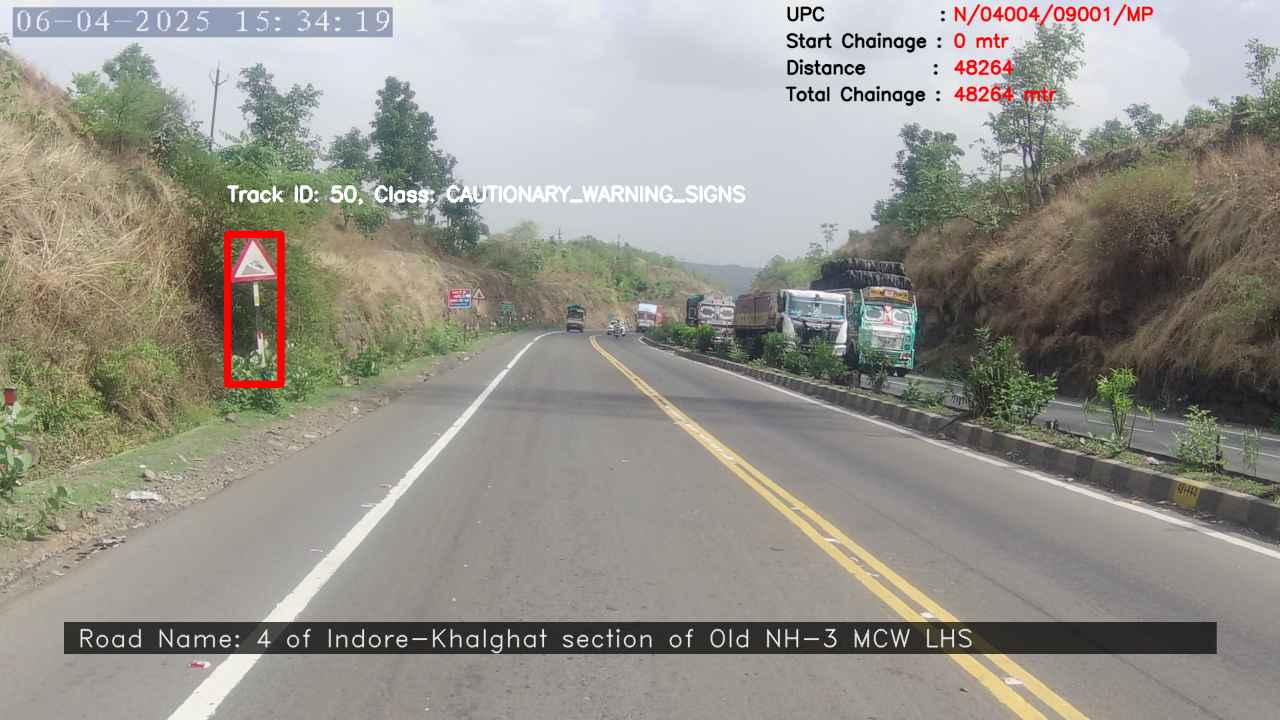 06-04-2025 15:34:19
UPC : N/04004/09001/MP
Start Chainage : 0 mtr
Distance : 48264
Total Chainage : 48264 mtr
Track ID: 50, Class: CAUTIONARY_WARNING_SIGNS
Road Name: 4 of Indore-Khalghat section of Old NH-3 MCW LHS